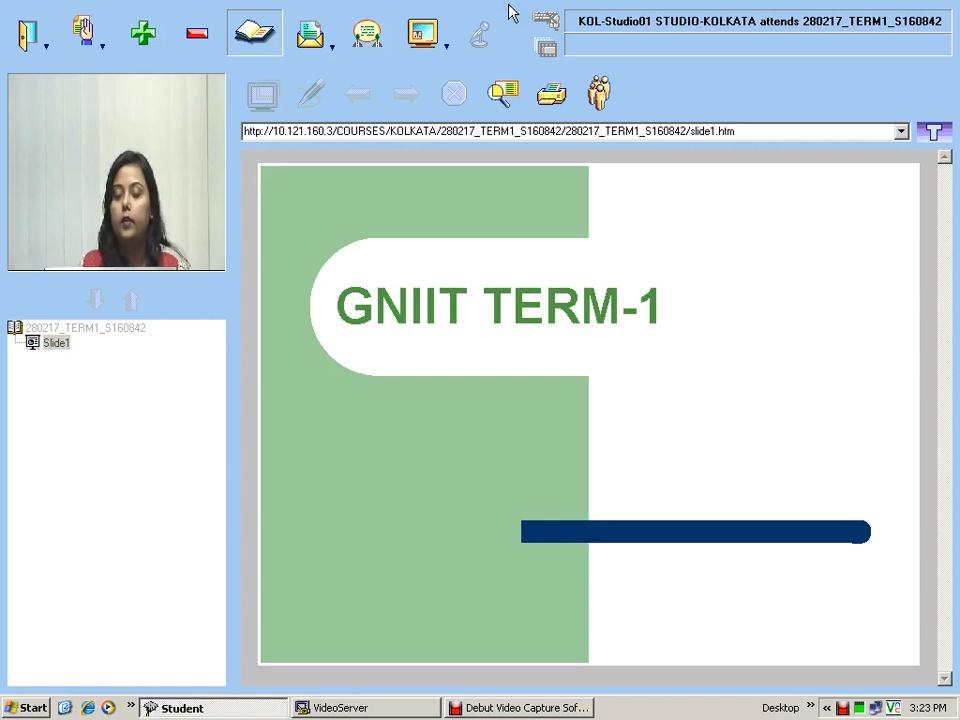 KOL-Studio01 STUDIO-KOLKATA attends 280217_TERM1_S160842
http://10.121.160.3/COURSES/KOLKATA/280217_TERM1_S160842/280217_TERM1_S160842/slide1.htm
T
280217_TERM1_S160842
Slide1
GNIIT TERM-1
Start
»
Student
VideoServer
Debut Video Capture Sof...
Desktop
»
«
3:23 PM